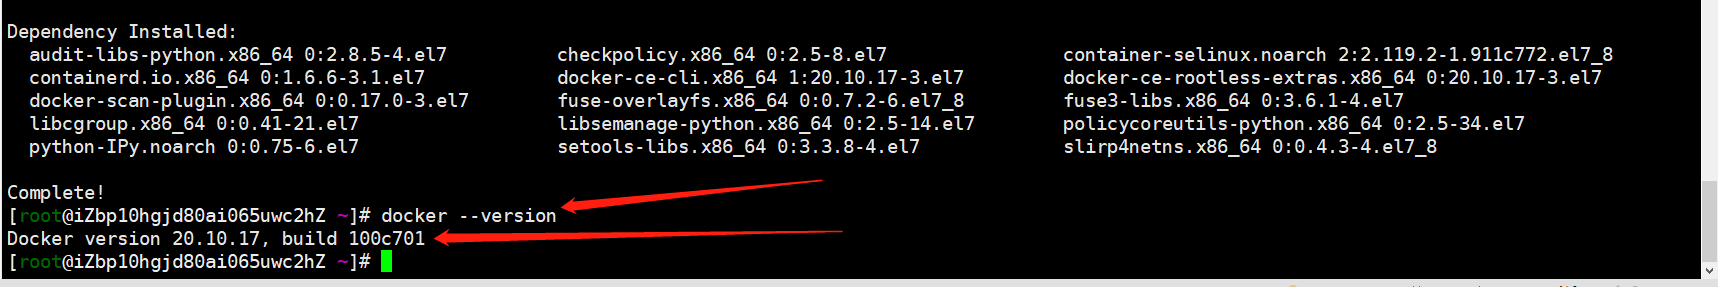 Dependency Installed:
audit-libs-python.x86_64 0:2.8.5-4.el7 checkpolicy.x86_64 0:2.5-8.el7 container-selinux.noarch 2:2.119.2-1.911c772.el7_8
containerd.io.x86_64 0:1.6.6-3.1.el7 docker-ce-cli.x86_64 1:20.10.17-3.el7 docker-ce-rootless-extras.x86_64 0:20.10.17-3.el7
docker-scan-plugin.x86_64 0:0.17.0-3.el7 fuse-overlayfs.x86_64 0:0.7.2-6.el7_8 fuse3-libs.x86_64 0:3.6.1-4.el7
libcgroup.x86_64 0:0.41-21.el7 libsemanage-python.x86_64 0:2.5-14.el7 policycoreutils-python.x86_64 0:2.5-34.el7
python-IPy.noarch 0:0.75-6.el7 setools-libs.x86_64 0:3.3.8-4.el7 slirp4netns.x86_64 0:0.4.3-4.el7_8
Complete!
[root@iZbp10hgjd80ai065uwc2hZ ~]# docker --version
Docker version 20.10.17, build 100c701
[root@iZbp10hgjd80ai065uwc2hZ ~]#